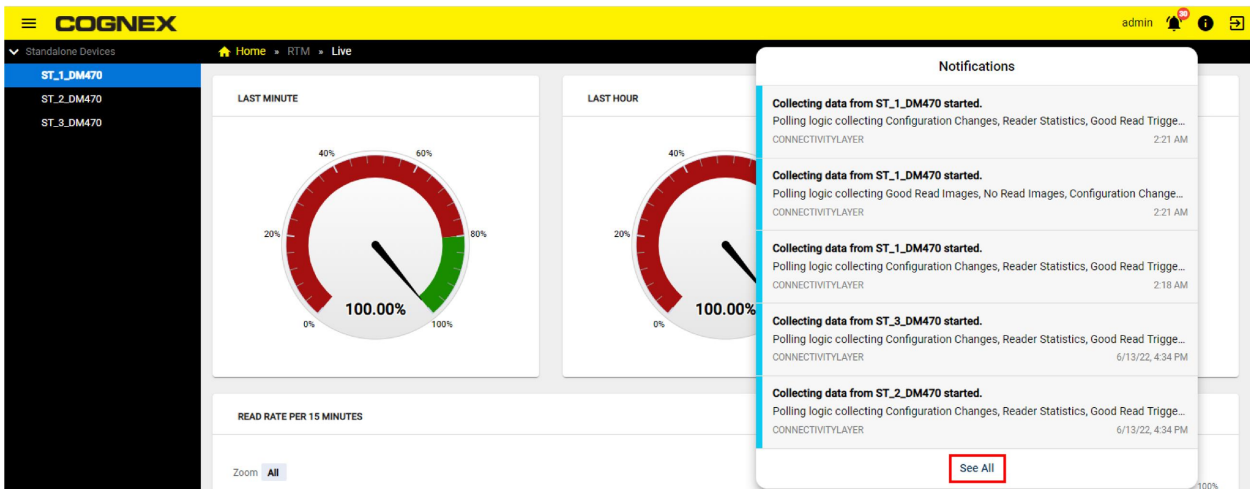 COGNEX
admin
30
Standalone Devices
Home » RTM » Live
ST_1_DM470
ST_2_DM470
ST_3_DM470
LAST MINUTE
40%
60%
20%
80%
100.00%
0%
100%
LAST HOUR
40%
20%
100.00%
0%
READ RATE PER 15 MINUTES
Zoom All
100%
Notifications
Collecting data from ST_1_DM470 started.
Polling logic collecting Configuration Changes, Reader Statistics, Good Read Trigge...
CONNECTIVITYLAYER 2:21 AM
Collecting data from ST_1_DM470 started.
Polling logic collecting Good Read Images, No Read Images, Configuration Change...
CONNECTIVITYLAYER 2:21 AM
Collecting data from ST_1_DM470 started.
Polling logic collecting Configuration Changes, Reader Statistics, Good Read Trigge...
CONNECTIVITYLAYER 2:18 AM
Collecting data from ST_3_DM470 started.
Polling logic collecting Configuration Changes, Reader Statistics, Good Read Trigge...
CONNECTIVITYLAYER 6/13/22, 4:34 PM
Collecting data from ST_2_DM470 started.
Polling logic collecting Configuration Changes, Reader Statistics, Good Read Trigge...
CONNECTIVITYLAYER 6/13/22, 4:34 PM
See All